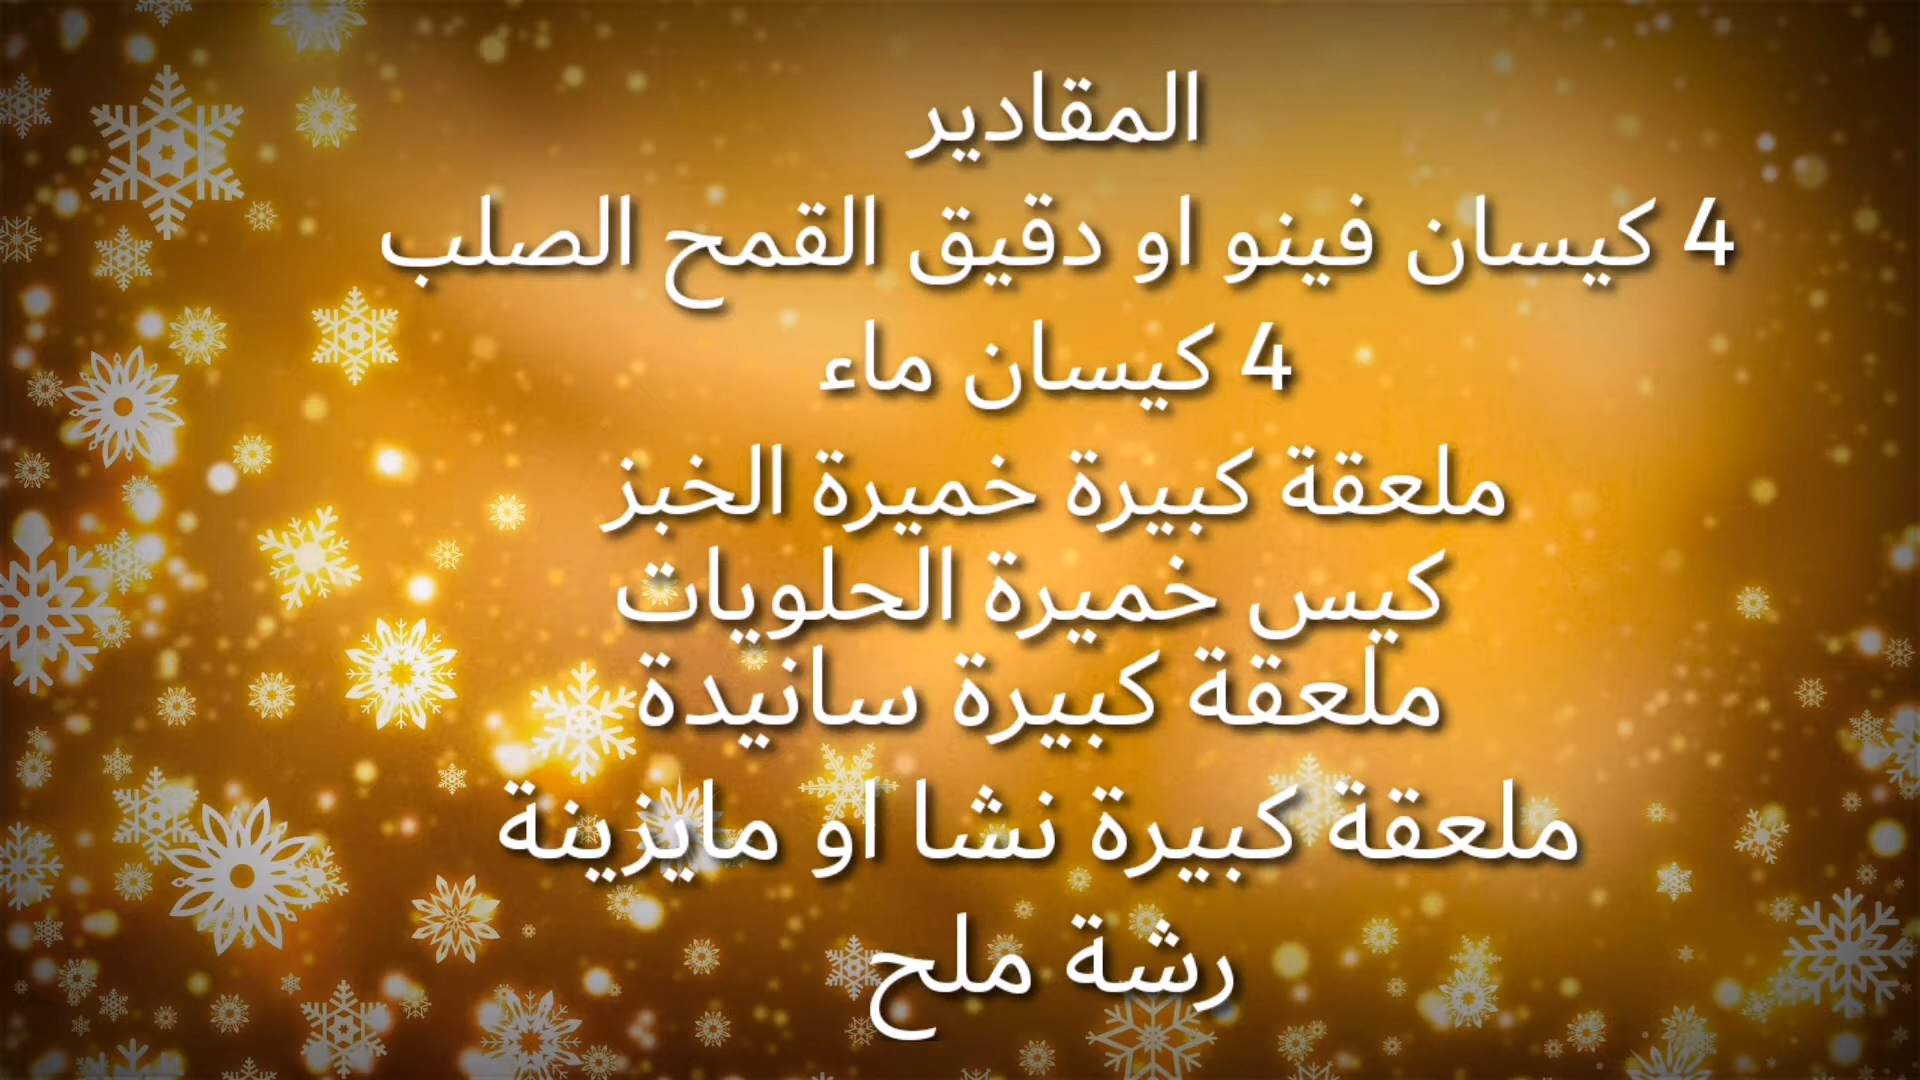 المقادير
4 كيسان فينو او دقيق القمح الصلب
4 كيسان ماء
ملعقة كبيرة خميرة الخبز
كيس خميرة الحلويات
ملعقة كبيرة سانيدة
ملعقة كبيرة نشا او مايزينة
رشة ملح